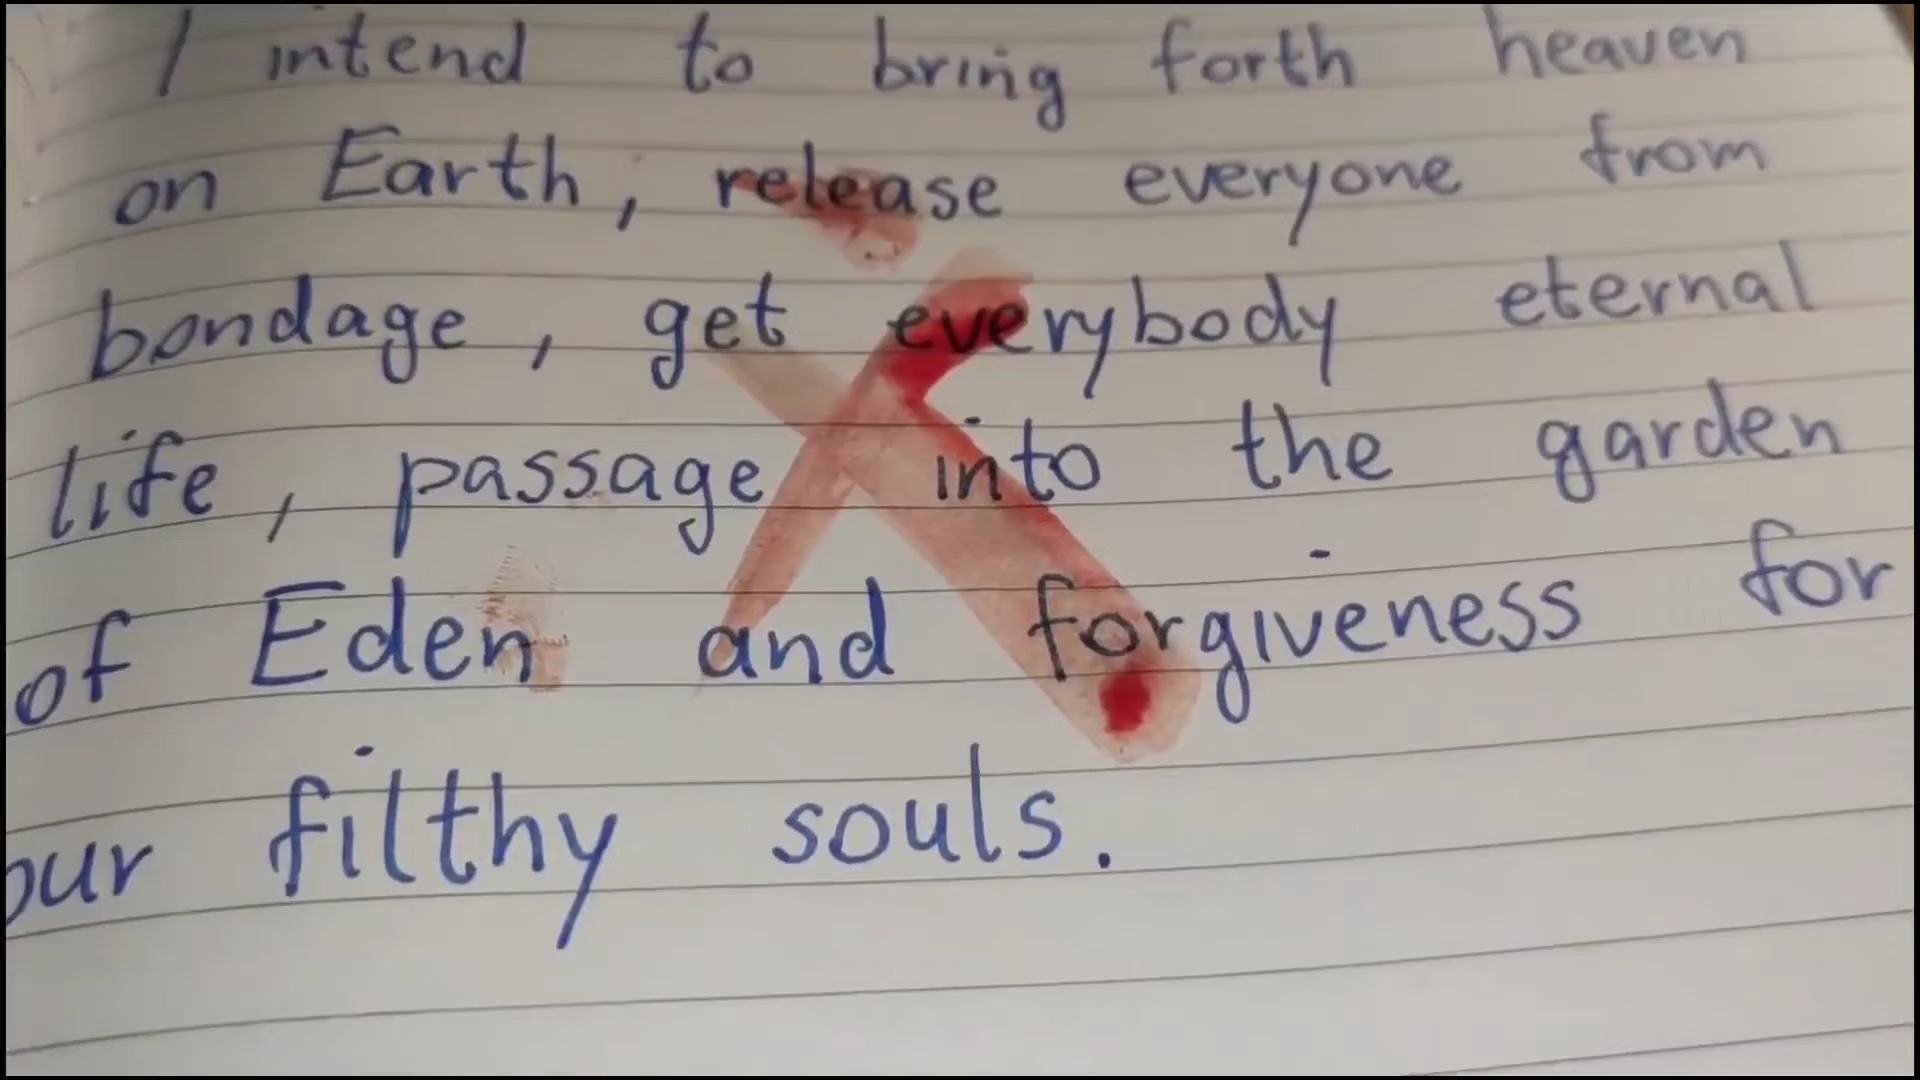 I intend to bring forth heaven
on Earth, release everyone from
bondage, get everybody eternal
life, passage into the garden
of Eden and forgiveness for
our filthy souls.